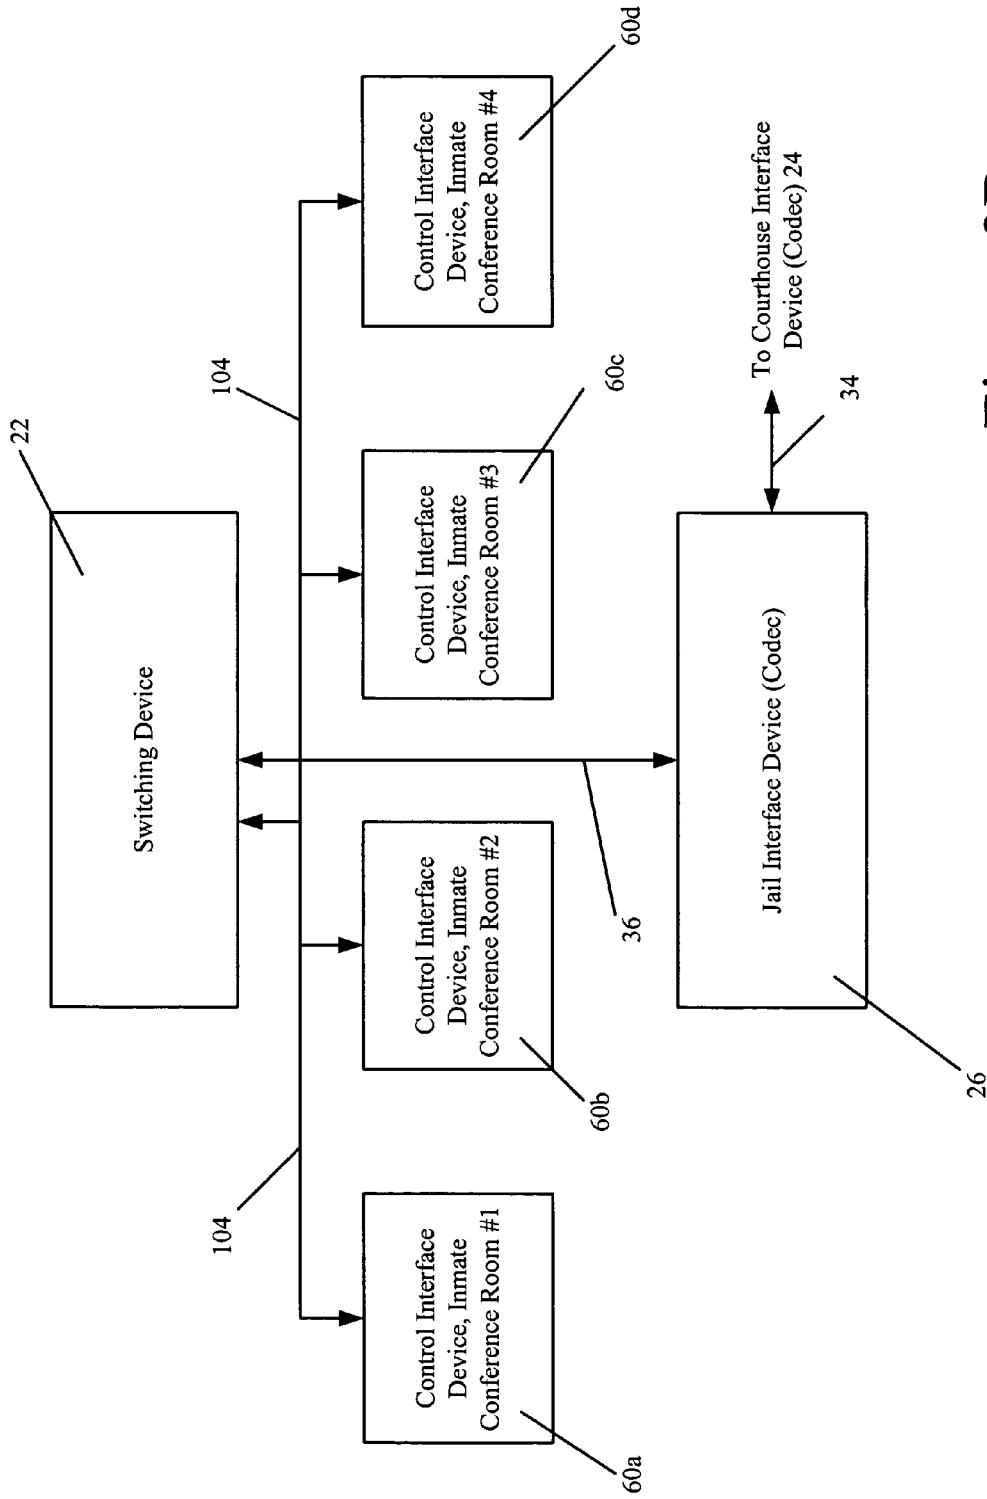 22
Switching Device
104
104
Control Interface
Device, Inmate
Conference Room #1
Control Interface
Device, Inmate
Conference Room #2
Control Interface
Device, Inmate
Conference Room #3
Control Interface
Device, Inmate
Conference Room #4
60a
60b
60c
60d
36
Jail Interface Device (Codec)
To Courthouse Interface
Device (Codec) 24
34
26